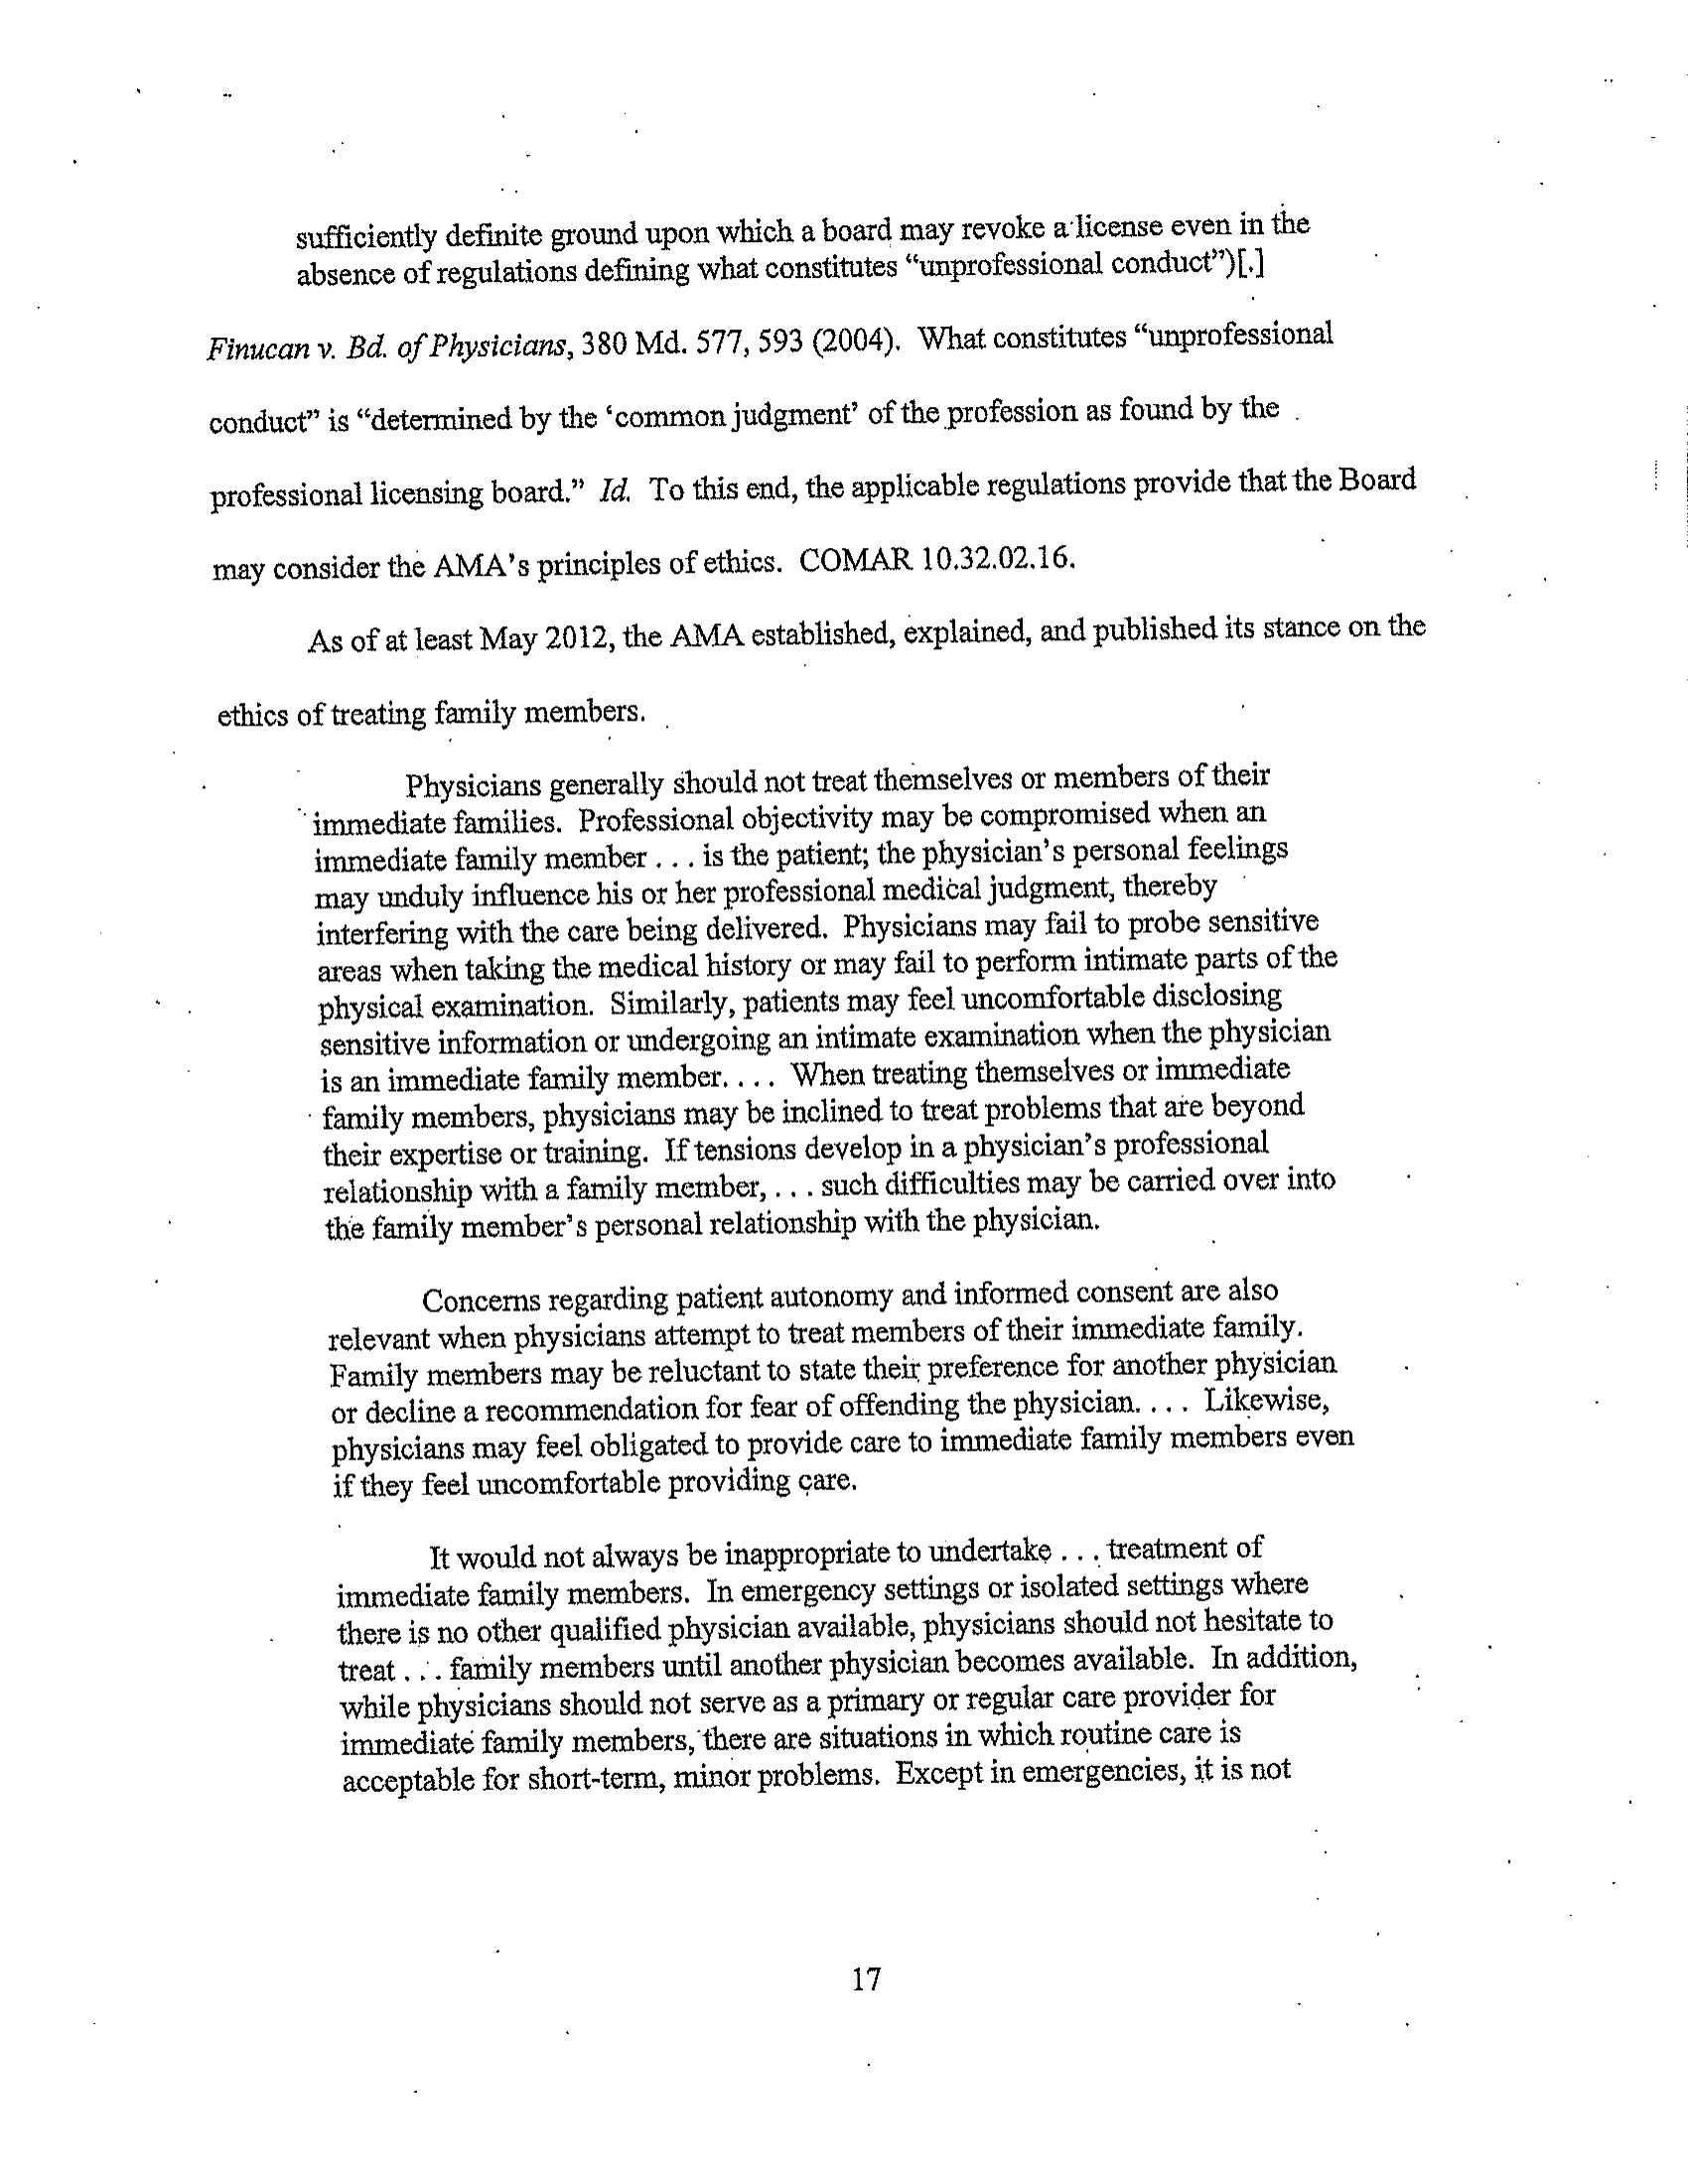 sufficiently definite ground upon which a board may revoke a license even in the
absence of regulations defining what constitutes “unprofessional conduct”)[.]
Finucan v. Bd. of Physicians, 380 Md. 577, 593 (2004). What constitutes “unprofessional
conduct” is “determined by the ‘common judgment’ of the profession as found by the
professional licensing board.” Id. To this end, the applicable regulations provide that the Board
may consider the AMA’s principles of ethics. COMAR 10.32.02.16.
As of at least May 2012, the AMA established, explained, and published its stance on the
ethics of treating family members.
Physicians generally should not treat themselves or members of their
immediate families. Professional objectivity may be compromised when an
immediate family member . . . is the patient; the physician’s personal feelings
may unduly influence his or her professional medical judgment, thereby
interfering with the care being delivered. Physicians may fail to probe sensitive
areas when taking the medical history or may fail to perform intimate parts of the
physical examination. Similarly, patients may feel uncomfortable disclosing
sensitive information or undergoing an intimate examination when the physician
is an immediate family member. . . . When treating themselves or immediate
family members, physicians may be inclined to treat problems that are beyond
their expertise or training. If tensions develop in a physician’s professional
relationship with a family member, . . . such difficulties may be carried over into
the family member’s personal relationship with the physician.
Concerns regarding patient autonomy and informed consent are also
relevant when physicians attempt to treat members of their immediate family.
Family members may be reluctant to state their preference for another physician
or decline a recommendation for fear of offending the physician. . . . Likewise,
physicians may feel obligated to provide care to immediate family members even
if they feel uncomfortable providing care.
It would not always be inappropriate to undertake . . . treatment of
immediate family members. In emergency settings or isolated settings where
there is no other qualified physician available, physicians should not hesitate to
treat . . . family members until another physician becomes available. In addition,
while physicians should not serve as a primary or regular care provider for
immediate family members, there are situations in which routine care is
acceptable for short-term, minor problems. Except in emergencies, it is not
17